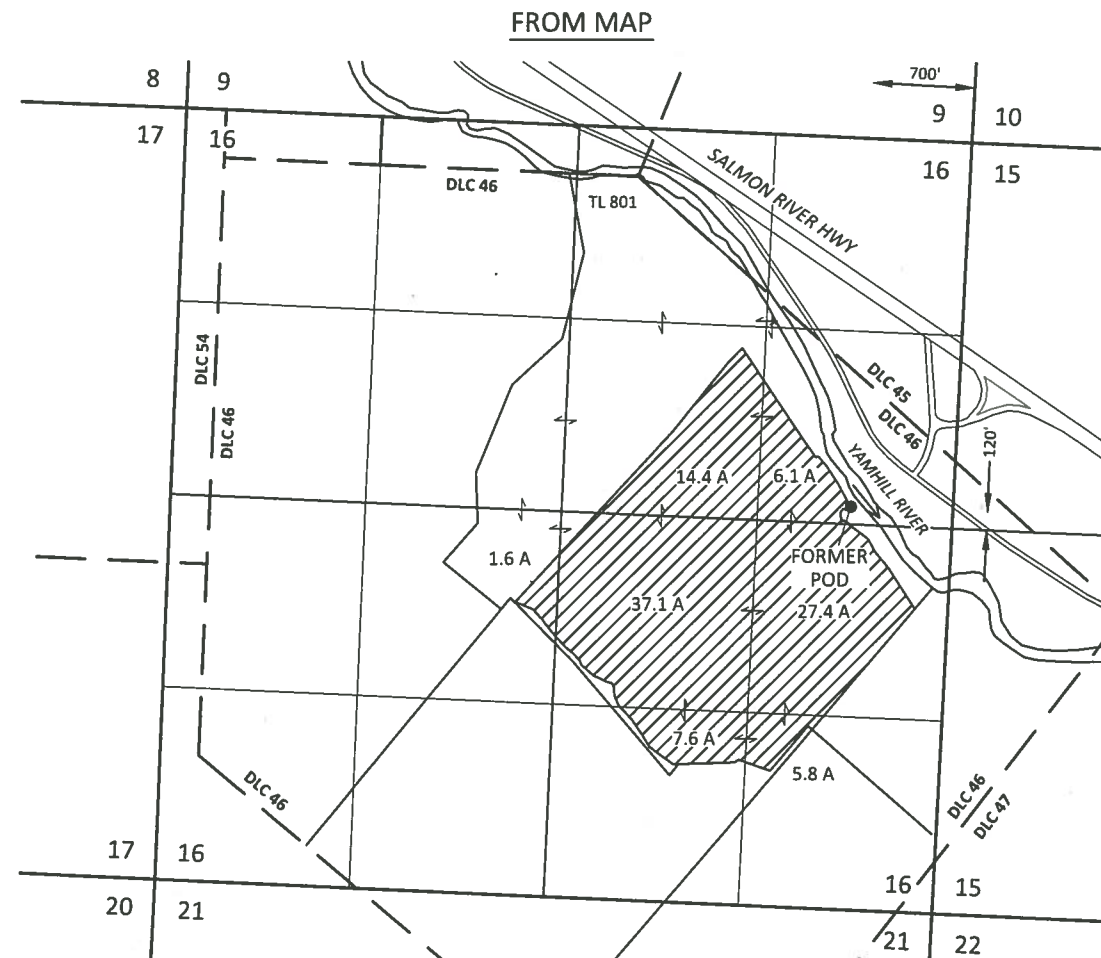 FROM MAP
8 9
700'
9 10
17 16
16 15
SALMON RIVER HWY
DLC 46
TL 801
DLC 54
DLC 46
DLC 45
DLC 46
120'
YAMHILL RIVER
14.4 A
6.1 A
1.6 A
FORMER
POD
37.1 A
27.4 A
7.6 A
5.8 A
DLC 46
DLC 46
DLC 47
17 16
16 15
20 21
21 22